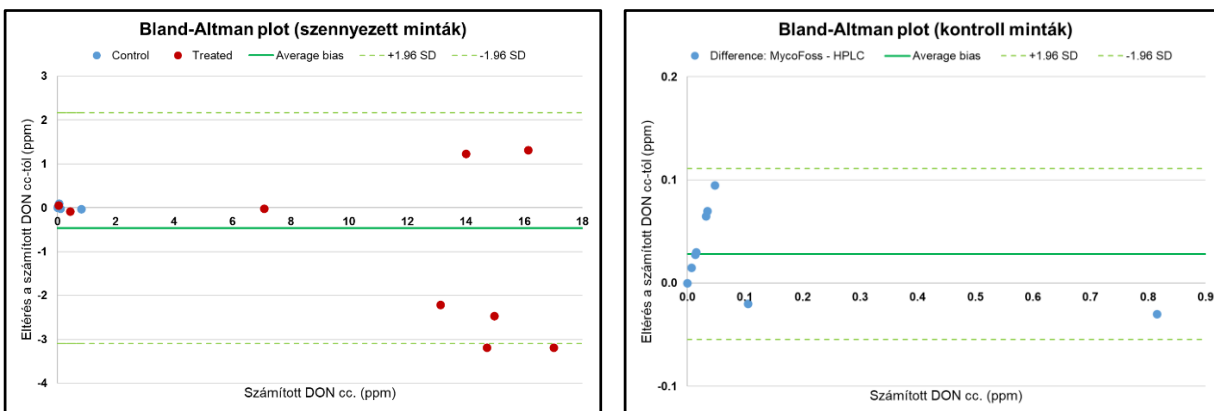 Bland-Altman plot (szennyezett minták)
Control Treated Average bias +1.96 SD -1.96 SD
Eltérés a számított DON cc-tól (ppm)
3
2
1
0
-1
-2
-3
-4
0 2 4 6 8 10 12 14 16 18
Számított DON cc. (ppm)
Bland-Altman plot (kontroll minták)
Difference: MycoFoss - HPLC Average bias +1.96 SD -1.96 SD
Eltérés a számított DON cc-tól (ppm)
0.2
0.1
0.0
-0.1
0.0 0.1 0.2 0.3 0.4 0.5 0.6 0.7 0.8 0.9
Számított DON cc. (ppm)